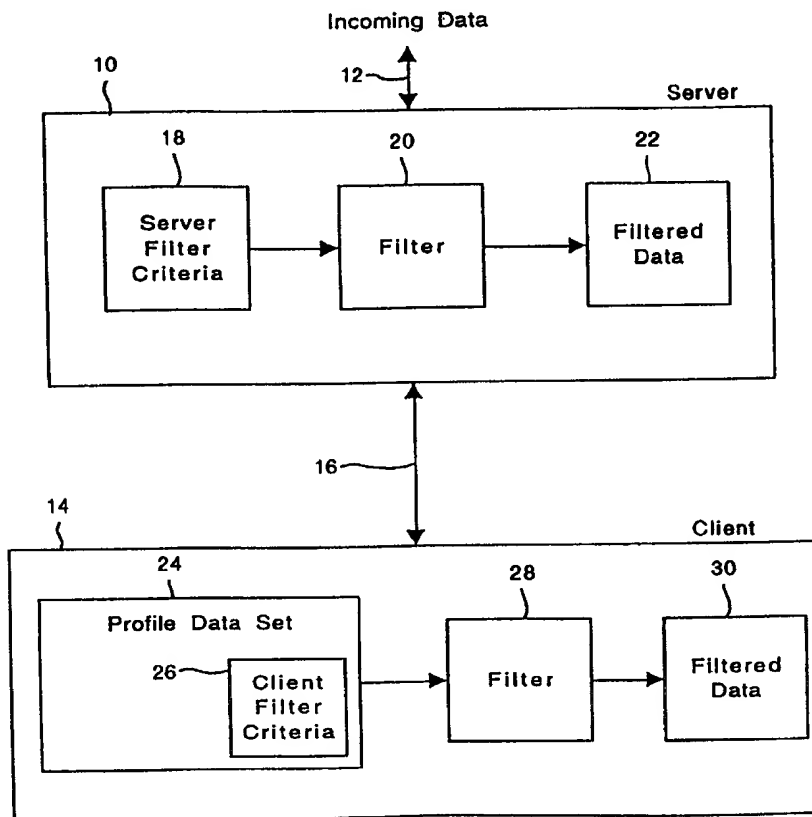 Incoming Data
12
10
Server
18
20
22
Server
Filter
Criteria
Filter
Filtered
Data
16
14
Client
24
28
30
Profile Data Set
26
Client
Filter
Criteria
Filter
Filtered
Data